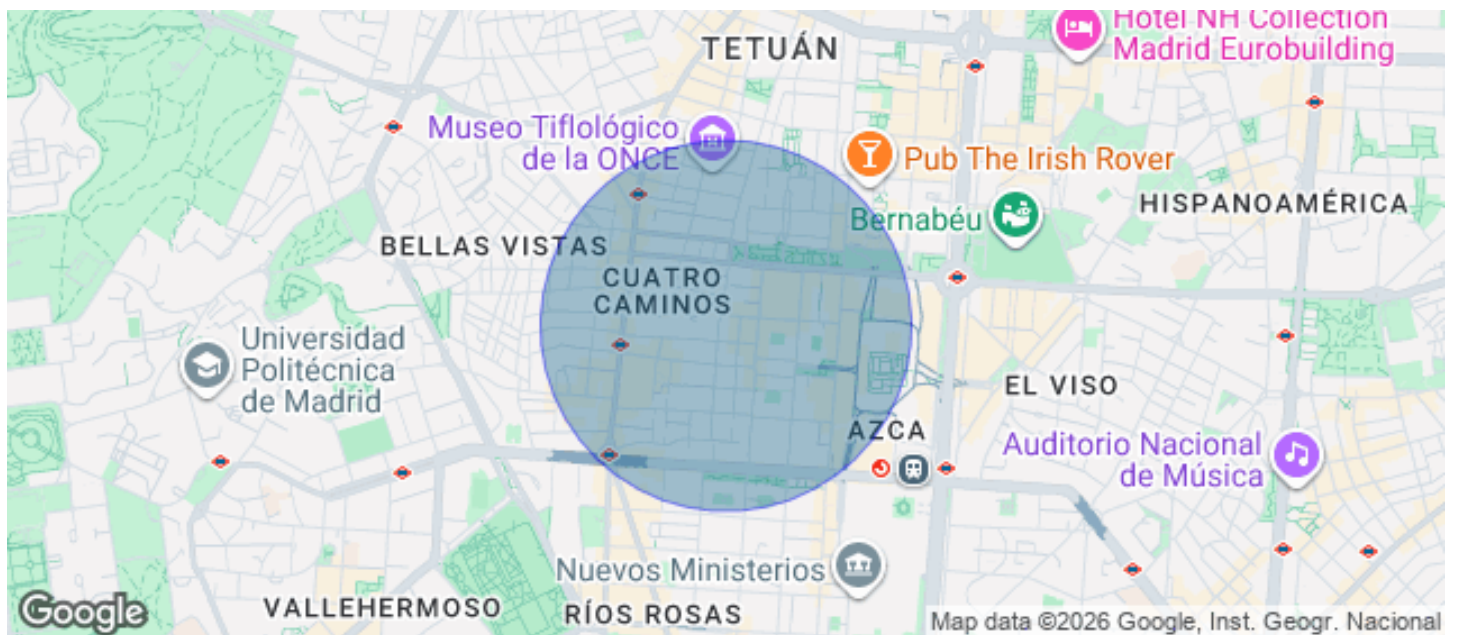 Hotel NH Collection
Madrid Eurobuilding
TETUÁN
Museo Tiflológico
de la ONCE
Pub The Irish Rover
HISPANOAMÉRICA
Bernabéu
BELLAS VISTAS
CUATRO
CAMINOS
Universidad
Politécnica
de Madrid
EL VISO
AZCA
Auditorio Nacional
de Música
Nuevos Ministerios
VALLEHERMOSO
RÍOS ROSAS
Google
Map data ©2026 Google, Inst. Geogr. Nacional